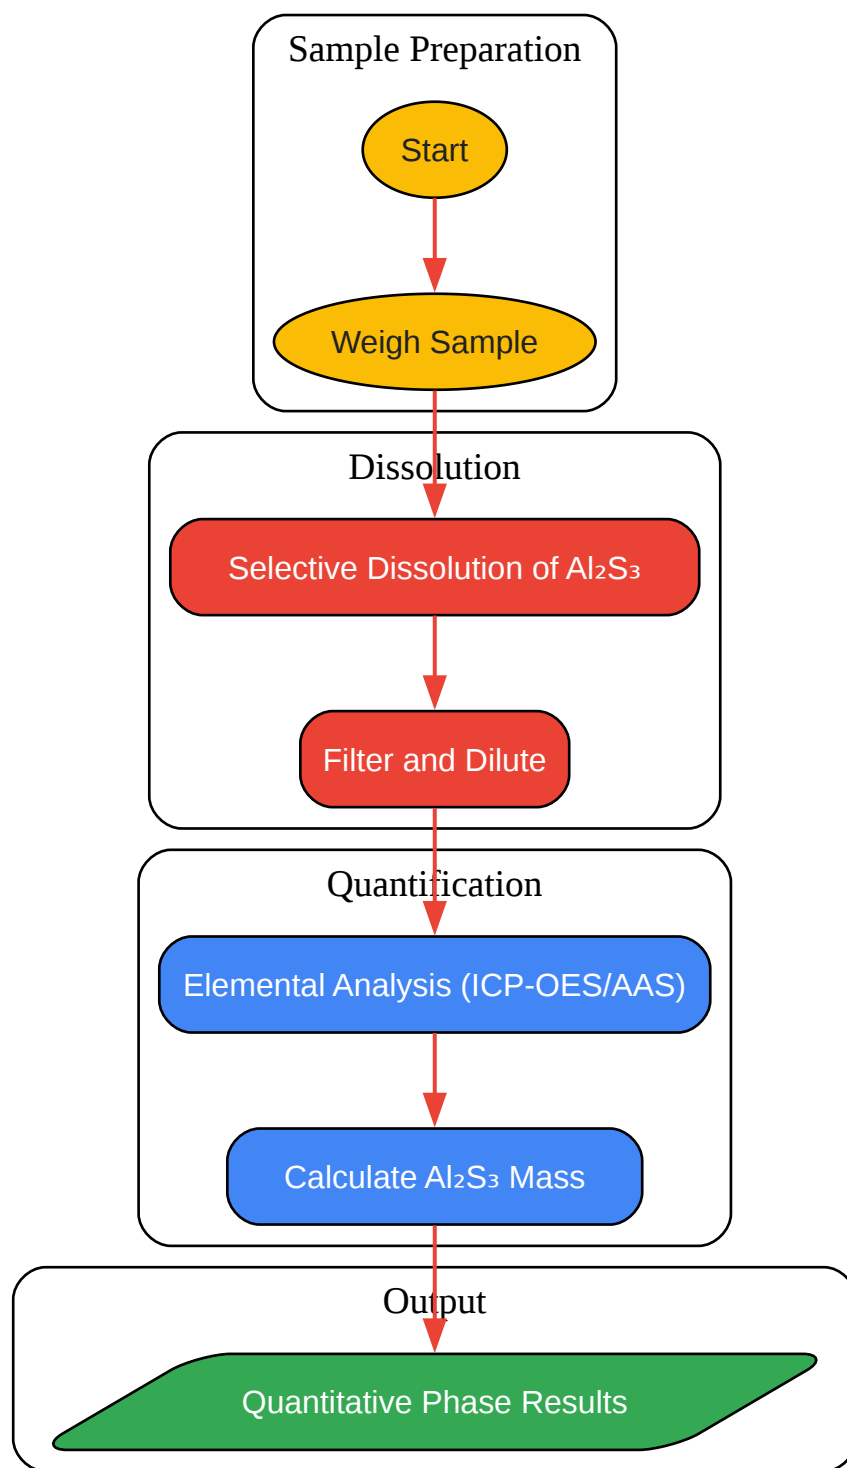 Sample Preparation
Start
Weigh Sample
Dissolution
Selective Dissolution of Al₂S₃
Filter and Dilute
Quantification
Elemental Analysis (ICP-OES/AAS)
Calculate Al₂S₃ Mass
Output
Quantitative Phase Results